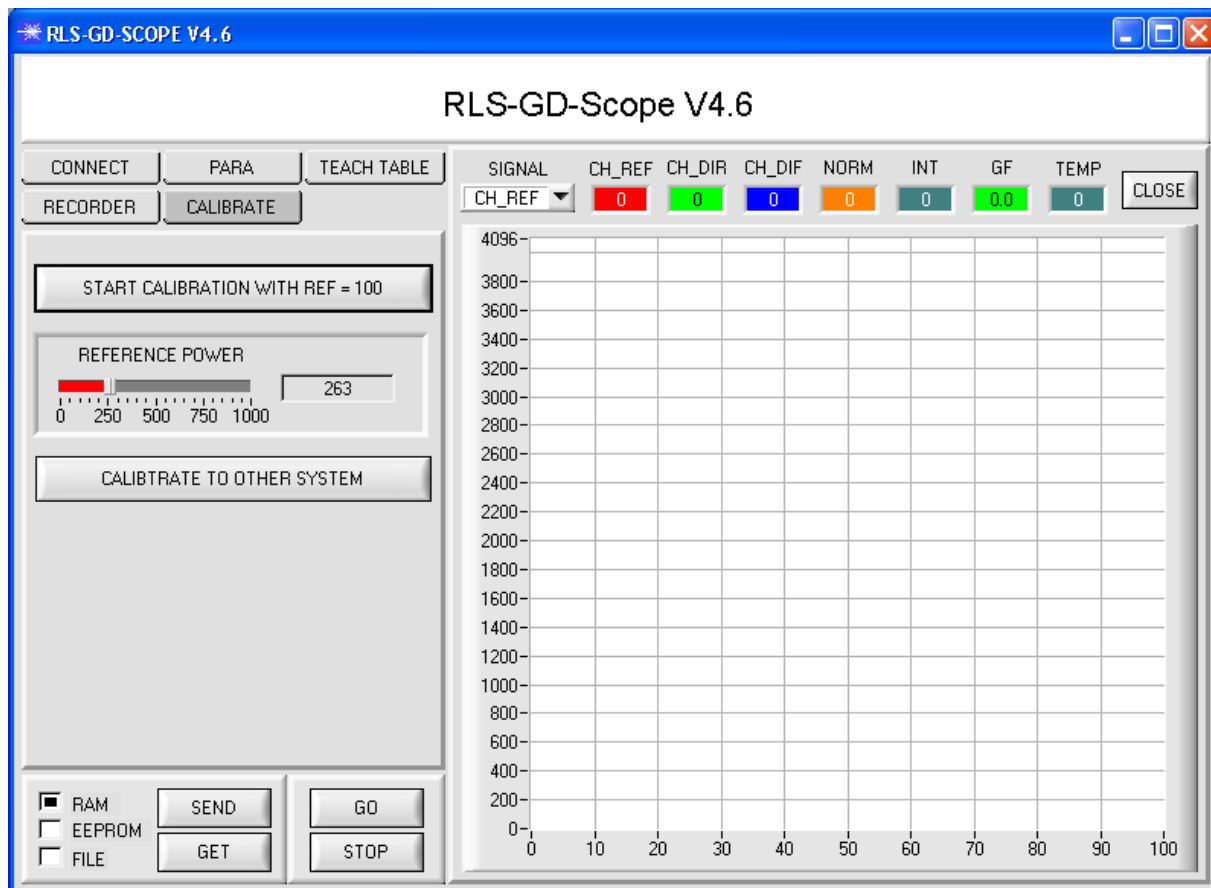 RLS-GD-SCOPE V4.6
RLS-GD-Scope V4.6
CONNECT PARA TEACH TABLE
RECORDER CALIBRATE
START CALIBRATION WITH REF = 100
REFERENCE POWER
263
0 250 500 750 1000
CALIBTRATE TO OTHER SYSTEM
RAM
EEPROM
FILE
SEND
GET
GO
STOP
SIGNAL CH_REF CH_DIR CH_DIF NORM INT GF TEMP
CH_REF 0 0 0 0 0 0.0 0 CLOSE
4096
3800
3600
3400
3200
3000
2800
2600
2400
2200
2000
1800
1600
1400
1200
1000
800
600
400
200
0
0 10 20 30 40 50 60 70 80 90 100